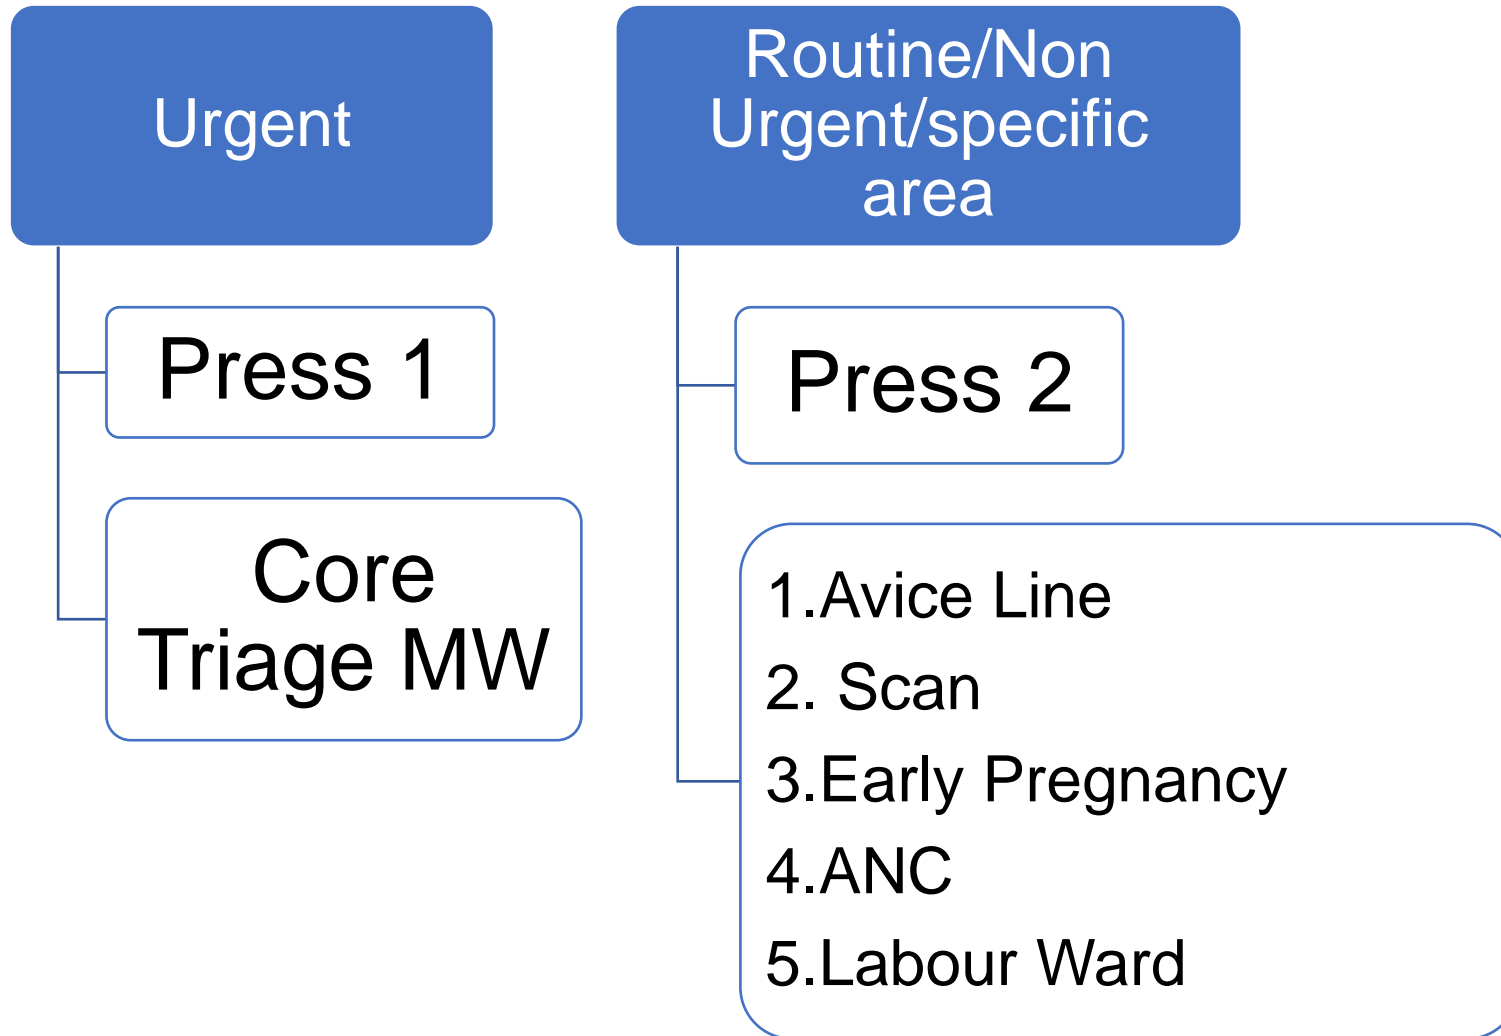 Urgent
Press 1
Core
Triage MW
Routine/Non
Urgent/specific
area
Press 2
1.Avice Line
2. Scan
3.Early Pregnancy
4.ANC
5.Labour Ward